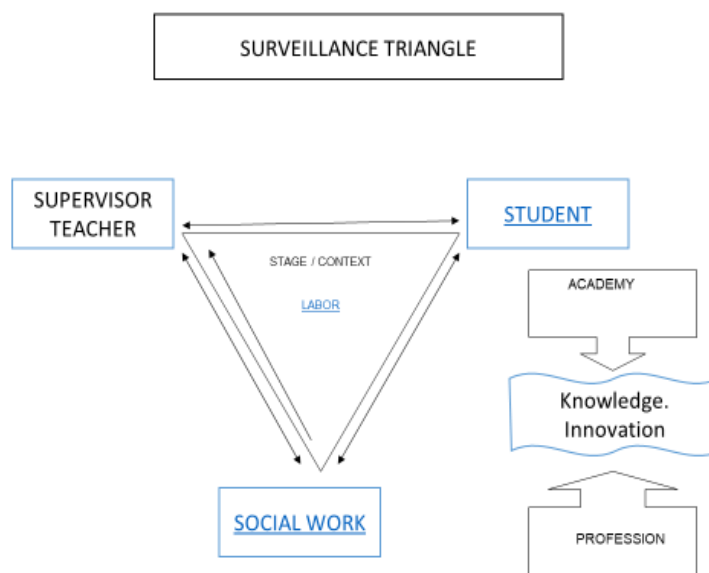 SURVEILLANCE TRIANGLE
SUPERVISOR
TEACHER
STUDENT
STAGE / CONTEXT
LABOR
ACADEMY
Knowledge.
Innovation
SOCIAL WORK
PROFESSION